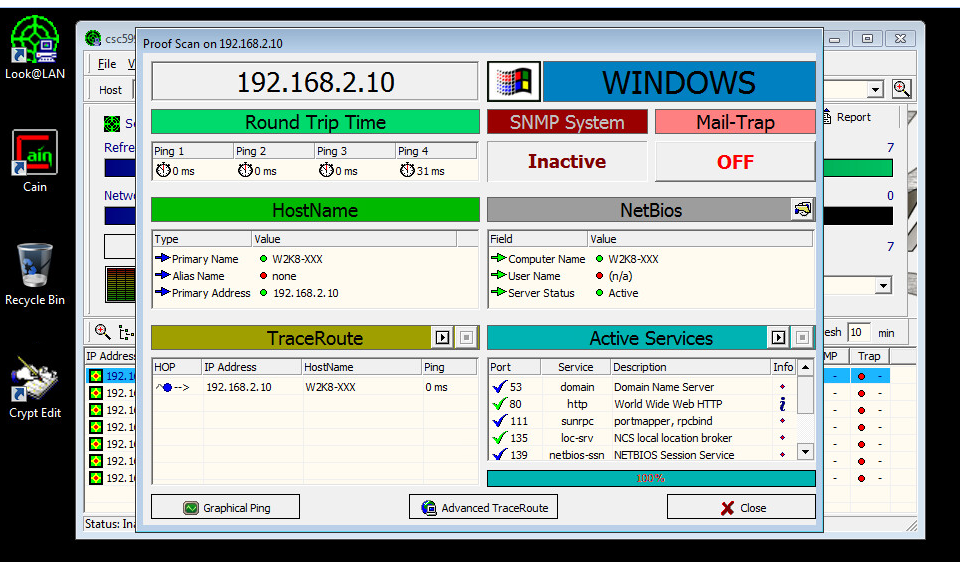 Look@LAN
Cain
Recycle Bin
Crypt Edit
csc59
File V
Host
Report
Refre
7
Netw
0
7
esh 10 min
IP Address
MP Trap
192.1
192.1
192.1
192.1
192.1
192.1
192.1
Status: Ina
Proof Scan on 192.168.2.10
192.168.2.10
WINDOWS
Round Trip Time
SNMP System
Mail-Trap
Ping 1 Ping 2 Ping 3 Ping 4
0 ms 0 ms 0 ms 31 ms
Inactive
OFF
HostName
Type Value
Primary Name W2K8-XXX
Alias Name none
Primary Address 192.168.2.10
NetBios
Field Value
Computer Name W2K8-XXX
User Name (n/a)
Server Status Active
TraceRoute
HOP IP Address HostName Ping
--> 192.168.2.10 W2K8-XXX 0 ms
Active Services
Port Service Description Info
53 domain Domain Name Server
80 http World Wide Web HTTP i
111 sunrpc portmapper, rpcbind
135 loc-srv NCS local location broker
139 netbios-ssn NETBIOS Session Service
100%
Graphical Ping
Advanced TraceRoute
Close